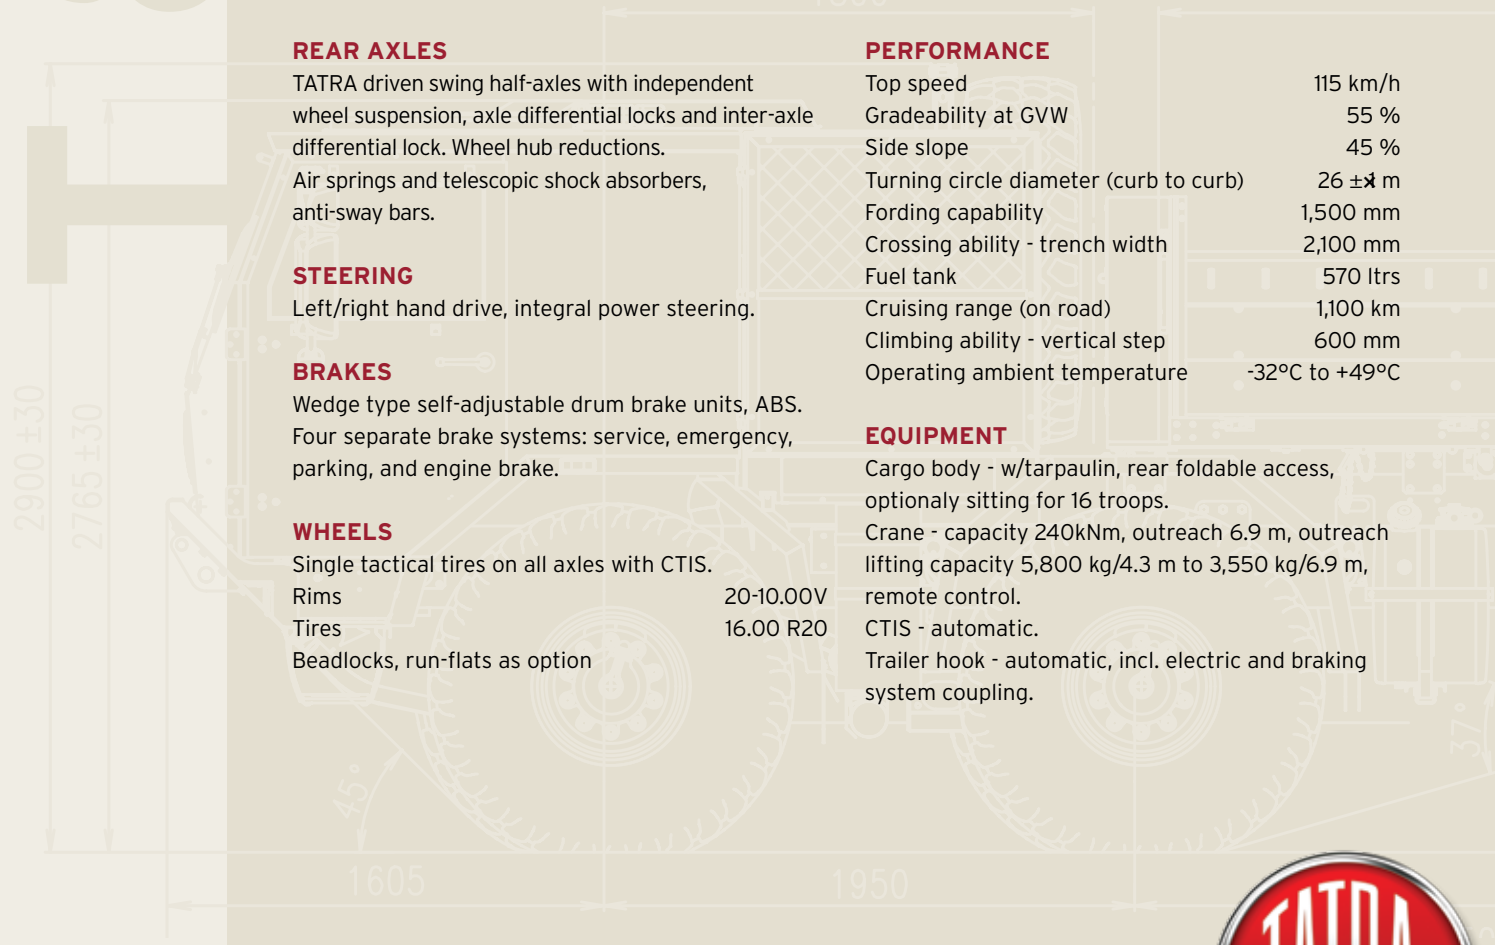 REAR AXLES
TATRA driven swing half-axles with independent
wheel suspension, axle differential locks and inter-axle
differential lock. Wheel hub reductions.
Air springs and telescopic shock absorbers,
anti-sway bars.
STEERING
Left/right hand drive, integral power steering.
BRAKES
Wedge type self-adjustable drum brake units, ABS.
Four separate brake systems: service, emergency,
parking, and engine brake.
WHEELS
Single tactical tires on all axles with CTIS.
Rims 20-10.00V
Tires 16.00 R20
Beadlocks, run-flats as option
PERFORMANCE
Top speed 115 km/h
Gradeability at GVW 55 %
Side slope 45 %
Turning circle diameter (curb to curb) 26 ± m
Fording capability 1,500 mm
Crossing ability - trench width 2,100 mm
Fuel tank 570 ltrs
Cruising range (on road) 1,100 km
Climbing ability - vertical step 600 mm
Operating ambient temperature -32°C to +49°C
EQUIPMENT
Cargo body - w/tarpaulin, rear foldable access,
optionaly sitting for 16 troops.
Crane - capacity 240kNm, outreach 6.9 m, outreach
lifting capacity 5,800 kg/4.3 m to 3,550 kg/6.9 m,
remote control.
CTIS - automatic.
Trailer hook - automatic, incl. electric and braking
system coupling.
2900 ±30
2765 ±30
45°
37°
1605
1950
TATRA